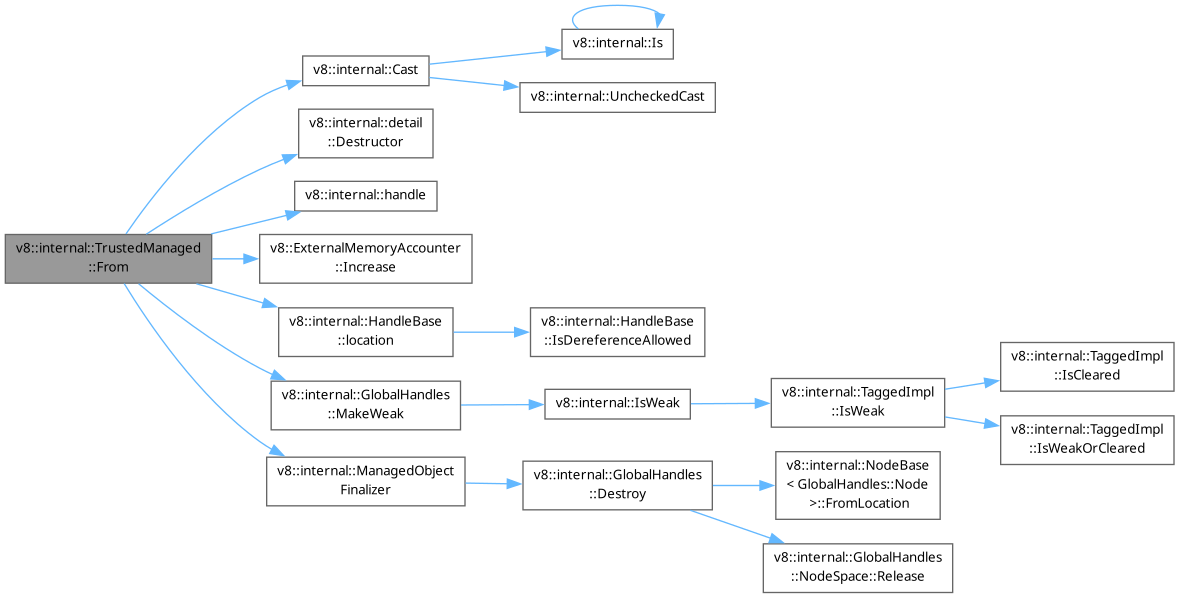 v8::internal::Is
v8::internal::Cast
v8::internal::UncheckedCast
v8::internal::detail
::Destructor
v8::internal::handle
v8::internal::TrustedManaged
::From
v8::ExternalMemoryAccounter
::Increase
v8::internal::HandleBase
::location
v8::internal::HandleBase
::IsDereferenceAllowed
v8::internal::GlobalHandles
::MakeWeak
v8::internal::IsWeak
v8::internal::TaggedImpl
::IsWeak
v8::internal::TaggedImpl
::IsCleared
v8::internal::TaggedImpl
::IsWeakOrCleared
v8::internal::ManagedObject
Finalizer
v8::internal::GlobalHandles
::Destroy
v8::internal::NodeBase
< GlobalHandles::Node
>::FromLocation
v8::internal::GlobalHandles
::NodeSpace::Release